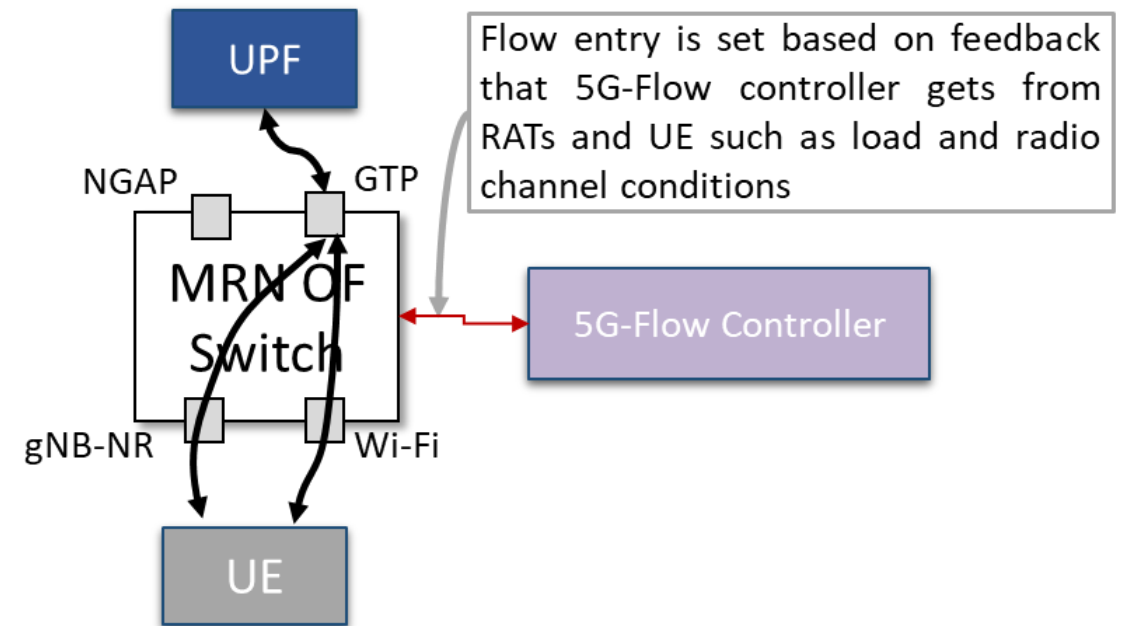 UPF
Flow entry is set based on feedback
that 5G-Flow controller gets from
RATs and UE such as load and radio
channel conditions
NGAP
GTP
MRN OF
Switch
5G-Flow Controller
gNB-NR
Wi-Fi
UE